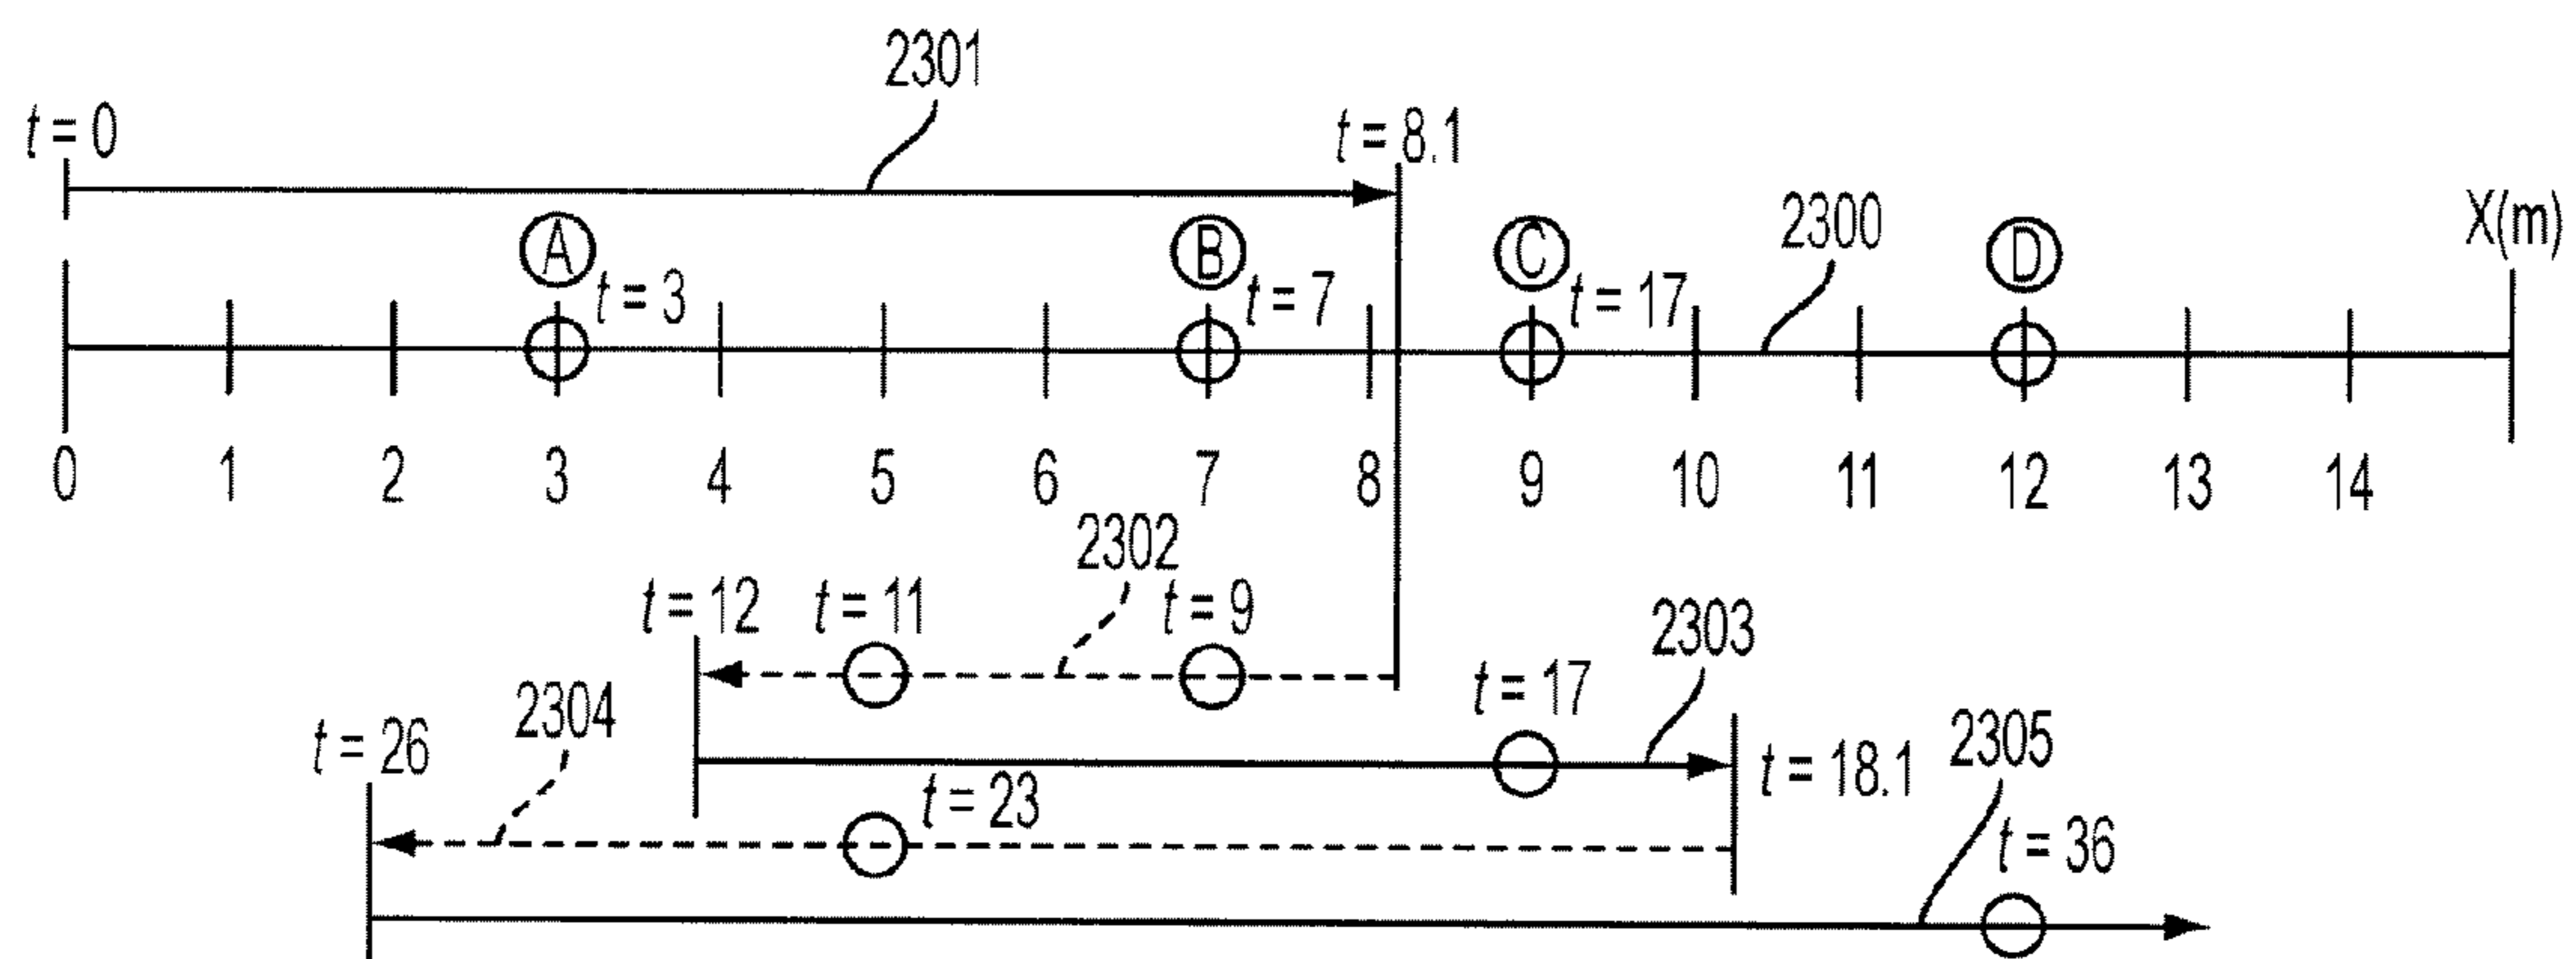 2301
t = 0
t = 8.1
2300
X(m)
A
B
C
D
t = 3
t = 7
t = 17
0 1 2 3 4 5 6 7 8 9 10 11 12 13 14
2302
t = 12
t = 11
t = 9
2303
2304
t = 17
t = 26
t = 18.1
2305
t = 23
t = 36